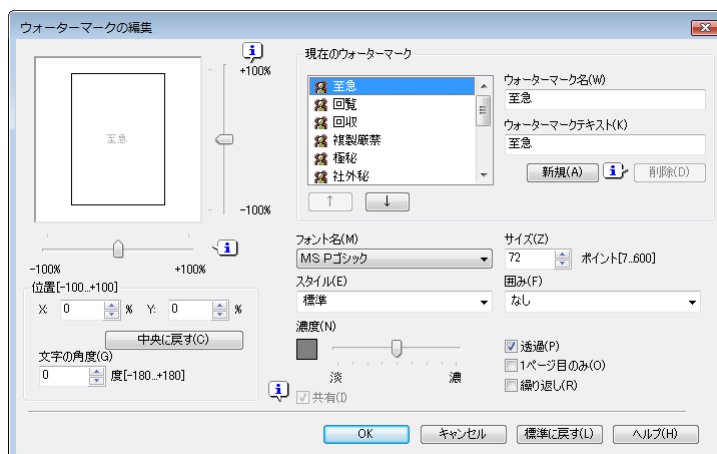 ウォーターマークの編集
至急
+100%
-100%
-100%
+100%
位置[-100...+100]
X: 0 % Y: 0 %
中央に戻す(C)
文字の角度(G)
0 度[-180...+180]
現在のウォーターマーク
至急
回覧
回収
複製厳禁
極秘
社外秘
↑ ↓
ウォーターマーク名(W)
至急
ウォーターマークテキスト(K)
至急
新規(A) 削除(D)
フォント名(M)
MS Pゴシック
サイズ(Z)
72 ポイント[7...600]
スタイル(E)
標準
囲み(F)
なし
濃度(N)
淡 濃
共有(I)
透過(P)
1ページ目のみ(O)
繰り返し(R)
OK キャンセル 標準に戻す(L) ヘルプ(H)